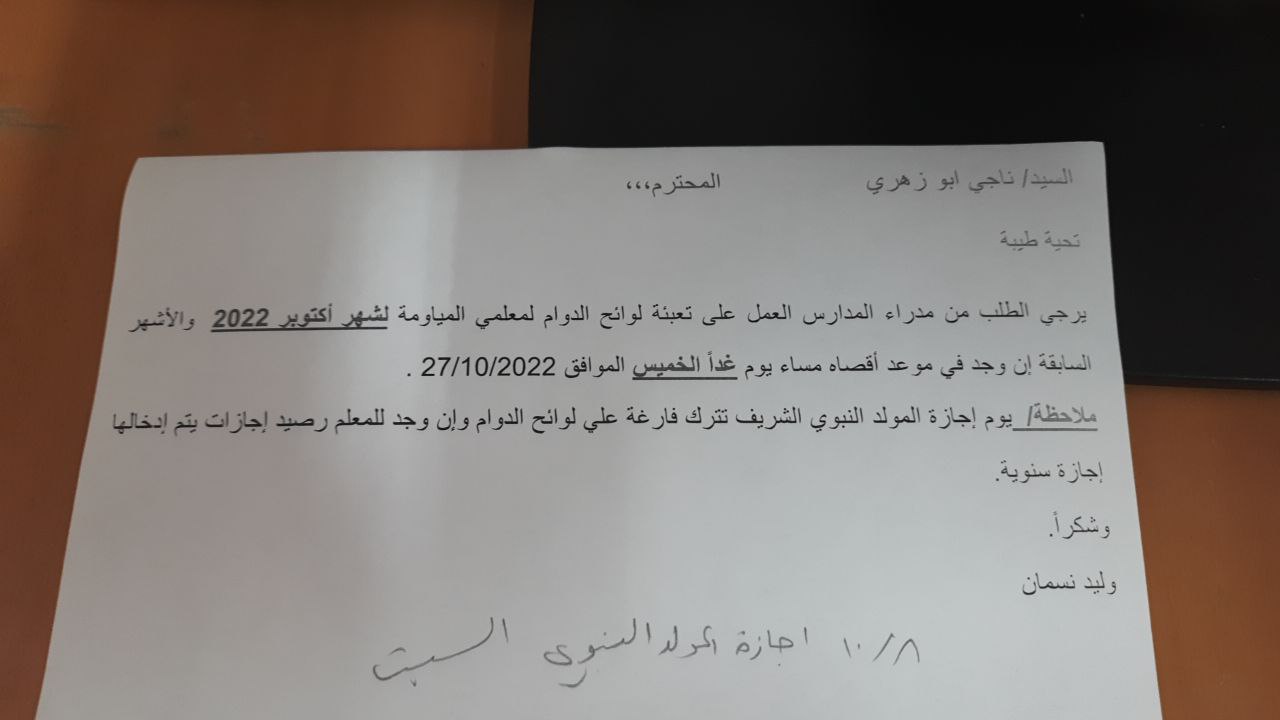 السيد/ ناجي ابو زهري المحترم،،،
تحية طيبة
يرجي الطلب من مدراء المدارس العمل على تعبئة لوائح الدوام لمعلمي المياومة لشهر أكتوبر 2022 والأشهر
السابقة إن وجد في موعد أقصاه مساء يوم غداً الخميس الموافق 27/10/2022 .
ملاحظة/ يوم إجازة المولد النبوي الشريف تترك فارغة علي لوائح الدوام وإن وجد للمعلم رصيد إجازات يتم إدخالها
إجازة سنوية.
وشكراً.
وليد نسمان
١٠/٨ اجازة المولد النبوي السبت